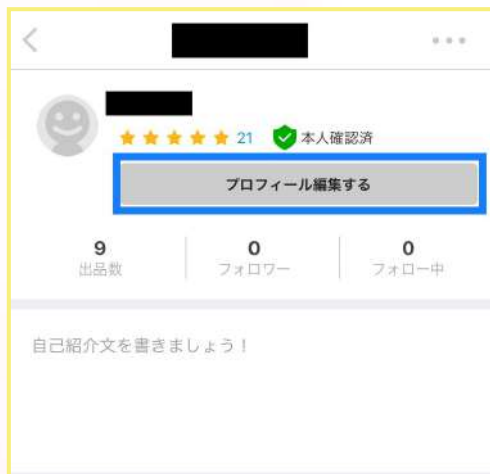 21 本人確認済
プロフィール編集する
9 0 0
出品数 フォロワー フォロー中
自己紹介文を書きましょう！